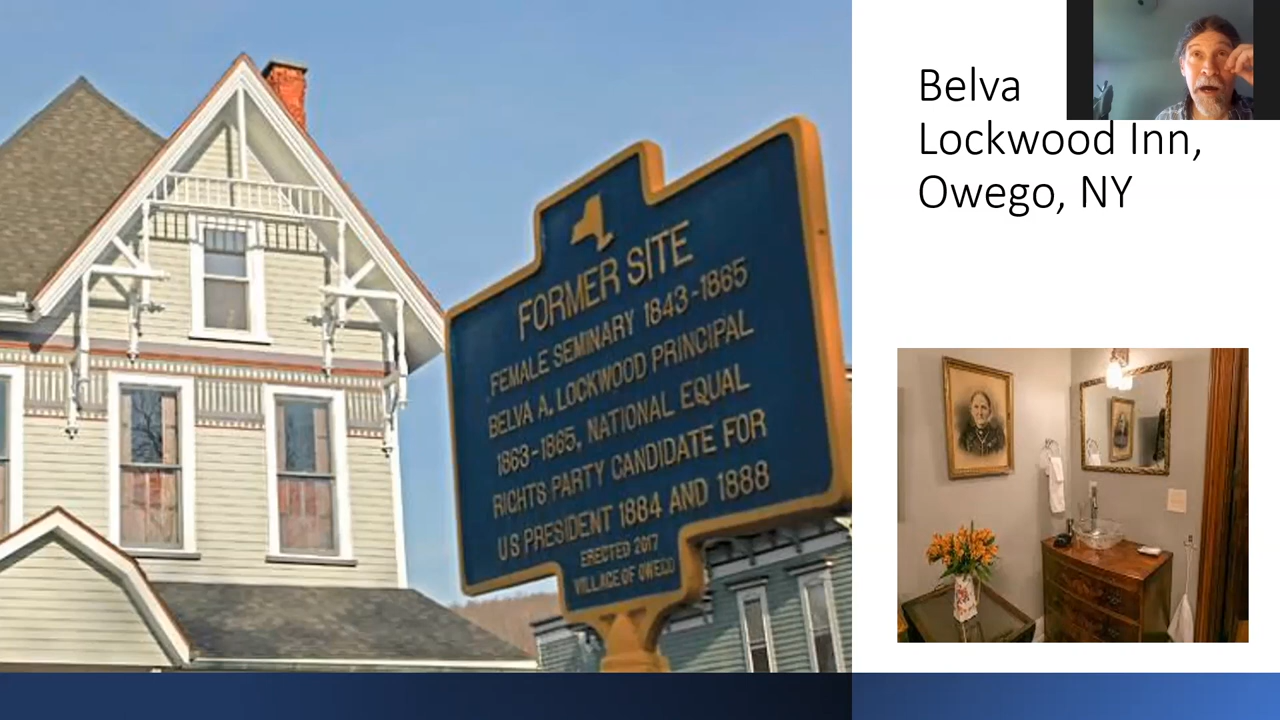 FORMER SITE
FEMALE SEMINARY 1843-1865
BELVA A. LOCKWOOD PRINCIPAL
1863-1865, NATIONAL EQUAL
RIGHTS PARTY CANDIDATE FOR
US PRESIDENT 1884 AND 1888
ERECTED 2017
VILLAGE OF OWEGO
Belva
Lockwood Inn,
Owego, NY